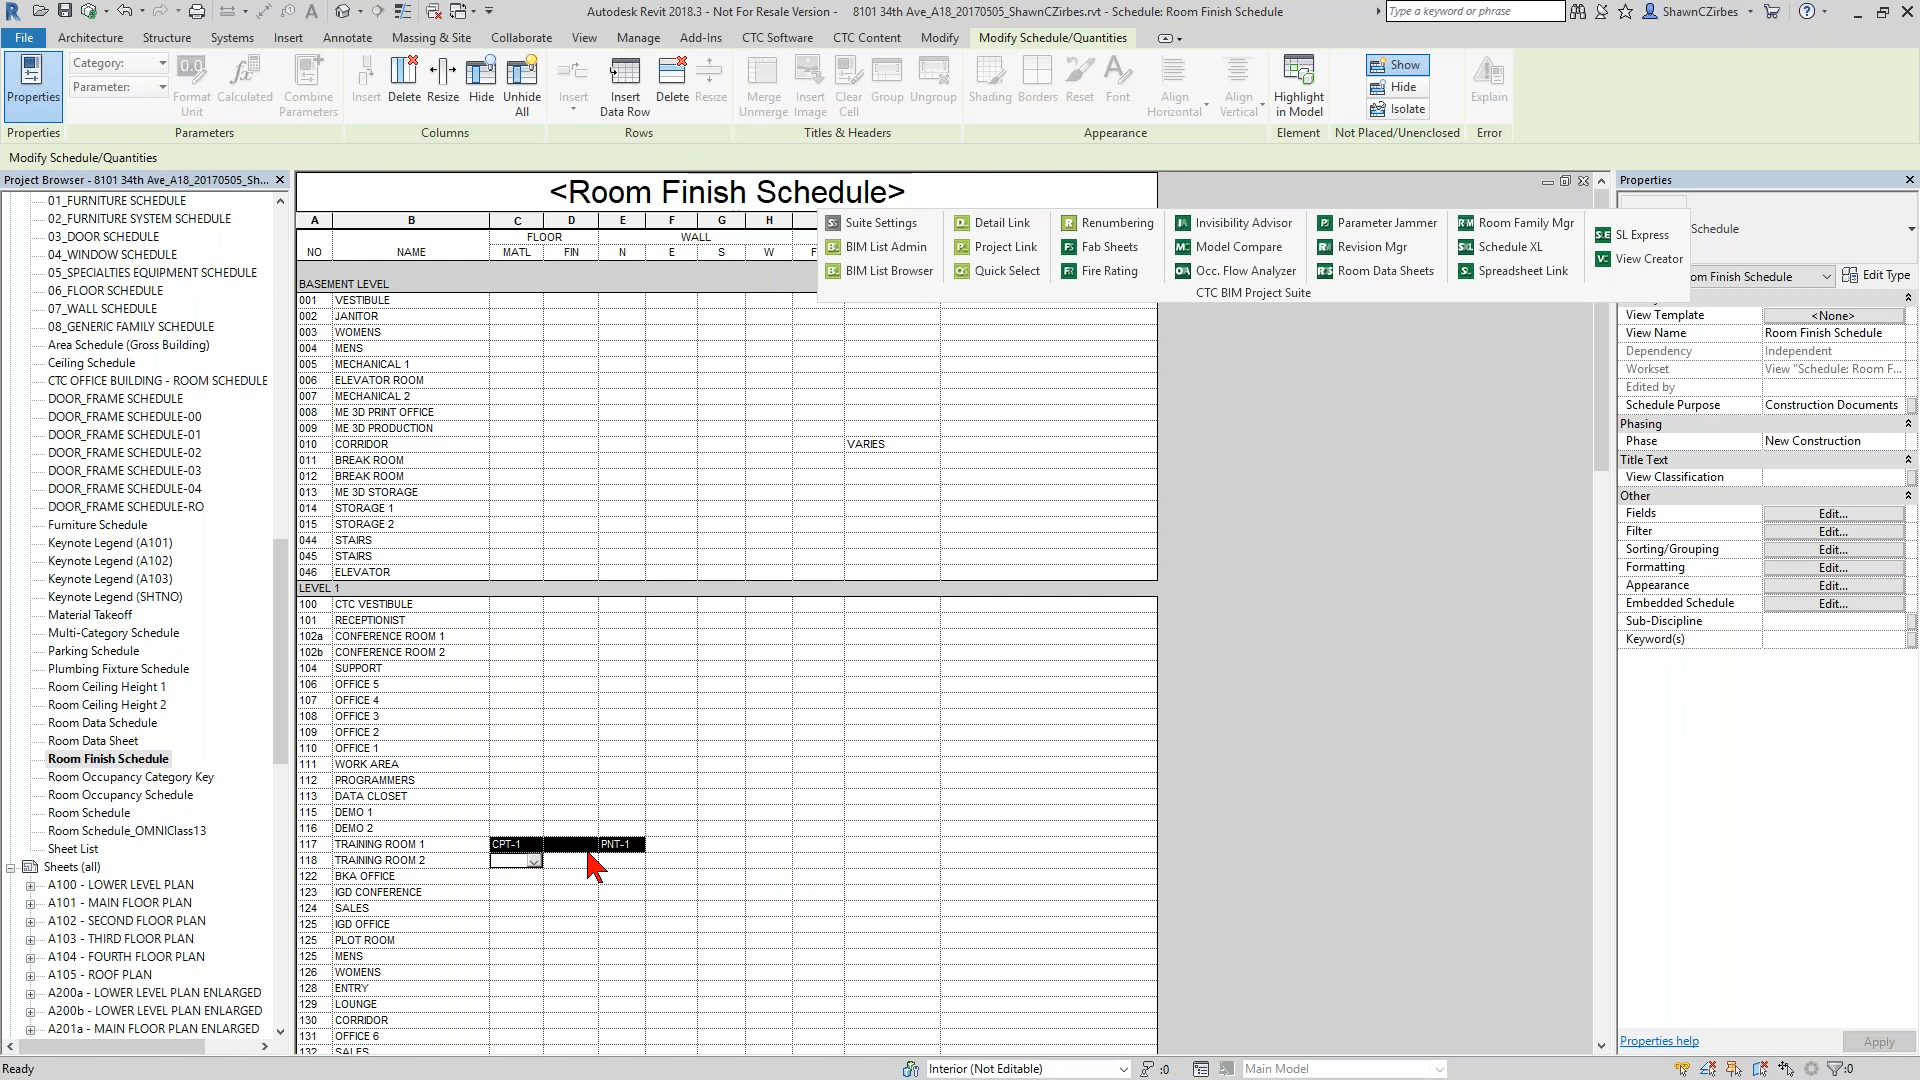 Autodesk Revit 2018.3 - Not For Resale Version - 8101 34th Ave_A18_20170505_ShawnCZirbes.rvt - Schedule: Room Finish Schedule
Type a keyword or phrase
ShawnCZirbes
File Architecture Structure Systems Insert Annotate Massing & Site Collaborate View Manage Add-Ins CTC Software CTC Content Modify Modify Schedule/Quantities
Properties
Category:
Parameter:
Format Unit
Calculated
Combine Parameters
Insert
Delete
Resize
Hide
Unhide All
Insert
Insert Data Row
Delete
Resize
Merge Unmerge
Insert Image
Clear Cell
Group
Ungroup
Shading
Borders
Reset
Font
Align Horizontal
Align Vertical
Highlight in Model
Show
Hide
Isolate
Explain
Properties Parameters Columns Rows Titles & Headers Appearance Element Not Placed/Unenclosed Error
Modify Schedule/Quantities
Project Browser - 8101 34th Ave_A18_20170505_Sh...
01_FURNITURE SCHEDULE
02_FURNITURE SYSTEM SCHEDULE
03_DOOR SCHEDULE
04_WINDOW SCHEDULE
05_SPECIALTIES EQUIPMENT SCHEDULE
06_FLOOR SCHEDULE
07_WALL SCHEDULE
08_GENERIC FAMILY SCHEDULE
Area Schedule (Gross Building)
Ceiling Schedule
CTC OFFICE BUILDING - ROOM SCHEDULE
DOOR_FRAME SCHEDULE
DOOR_FRAME SCHEDULE-00
DOOR_FRAME SCHEDULE-01
DOOR_FRAME SCHEDULE-02
DOOR_FRAME SCHEDULE-03
DOOR_FRAME SCHEDULE-04
DOOR_FRAME SCHEDULE-RO
Furniture Schedule
Keynote Legend (A101)
Keynote Legend (A102)
Keynote Legend (A103)
Keynote Legend (SHTNO)
Material Takeoff
Multi-Category Schedule
Parking Schedule
Plumbing Fixture Schedule
Room Ceiling Height 1
Room Ceiling Height 2
Room Data Schedule
Room Data Sheet
Room Finish Schedule
Room Occupancy Category Key
Room Occupancy Schedule
Room Schedule
Room Schedule_OMNIClass13
Sheet List
Sheets (all)
A100 - LOWER LEVEL PLAN
A101 - MAIN FLOOR PLAN
A102 - SECOND FLOOR PLAN
A103 - THIRD FLOOR PLAN
A104 - FOURTH FLOOR PLAN
A105 - ROOF PLAN
A200a - LOWER LEVEL PLAN ENLARGED
A200b - LOWER LEVEL PLAN ENLARGED
A201a - MAIN FLOOR PLAN ENLARGED
<Room Finish Schedule>
A B C D E F G H
FLOOR WALL
NO NAME MATL FIN N E S W F
BASEMENT LEVEL
001 VESTIBULE
002 JANITOR
003 WOMENS
004 MENS
005 MECHANICAL 1
006 ELEVATOR ROOM
007 MECHANICAL 2
008 ME 3D PRINT OFFICE
009 ME 3D PRODUCTION
010 CORRIDOR VARIES
011 BREAK ROOM
012 BREAK ROOM
013 ME 3D STORAGE
014 STORAGE 1
015 STORAGE 2
044 STAIRS
045 STAIRS
046 ELEVATOR
LEVEL 1
100 CTC VESTIBULE
101 RECEPTIONIST
102a CONFERENCE ROOM 1
102b CONFERENCE ROOM 2
104 SUPPORT
106 OFFICE 5
107 OFFICE 4
108 OFFICE 3
109 OFFICE 2
110 OFFICE 1
111 WORK AREA
112 PROGRAMMERS
113 DATA CLOSET
115 DEMO 1
116 DEMO 2
117 TRAINING ROOM 1 CPT-1 PNT-1
118 TRAINING ROOM 2
122 BKA OFFICE
123 IGD CONFERENCE
124 SALES
125 IGD OFFICE
125 PLOT ROOM
125 MENS
126 WOMENS
128 ENTRY
129 LOUNGE
130 CORRIDOR
131 OFFICE 6
132 SALES
Suite Settings Detail Link Renumbering Invisibility Advisor Parameter Jammer Room Family Mgr
SL Express
BIM List Admin Project Link Fab Sheets Model Compare Revision Mgr Schedule XL
View Creator
BIM List Browser Quick Select Fire Rating Occ. Flow Analyzer Room Data Sheets Spreadsheet Link
CTC BIM Project Suite
Properties
Schedule
om Finish Schedule Edit Type
View Template <None>
View Name Room Finish Schedule
Dependency Independent
Workset View "Schedule: Room F...
Edited by
Schedule Purpose Construction Documents
Phasing
Phase New Construction
Title Text
View Classification
Other
Fields Edit...
Filter Edit...
Sorting/Grouping Edit...
Formatting Edit...
Appearance Edit...
Embedded Schedule Edit...
Sub-Discipline
Keyword(s)
Properties help Apply
Ready Interior (Not Editable) :0 Main Model :0